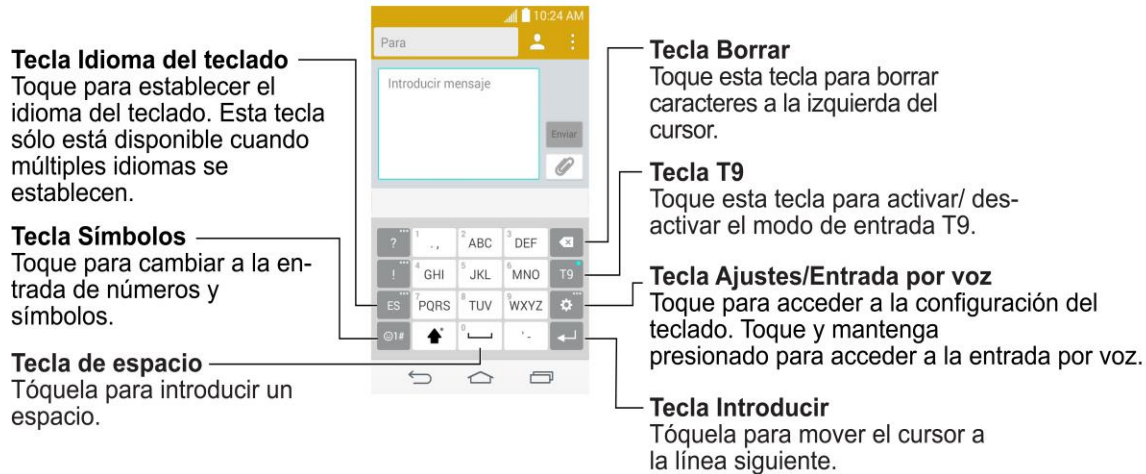 Tecla Idioma del teclado
Toque para establecer el
idioma del teclado. Esta tecla
sólo está disponible cuando
múltiples idiomas se
establecen.
Tecla Símbolos
Toque para cambiar a la en-
trada de números y
símbolos.
Tecla de espacio
Tóquela para introducir un
espacio.
10:24 AM
Para
Introducir mensaje
Enviar
? 1 ., 2 ABC 3 DEF
! 4 GHI 5 JKL 6 MNO T9
ES 7 PQRS 8 TUV 9 WXYZ
1# * 0 ' -
Tecla Borrar
Toque esta tecla para borrar
caracteres a la izquierda del
cursor.
Tecla T9
Toque esta tecla para activar/ des-
activar el modo de entrada T9.
Tecla Ajustes/Entrada por voz
Toque para acceder a la configuración del
teclado. Toque y mantenga
presionado para acceder a la entrada por voz.
Tecla Introducir
Tóquela para mover el cursor a
la línea siguiente.